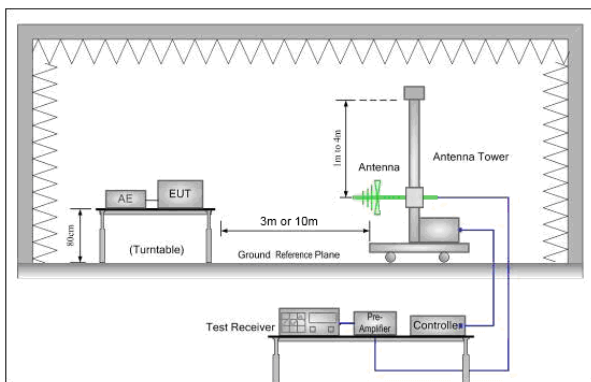 1m to 4m
Antenna
Antenna Tower
AE
EUT
3m or 10m
80cm
(Turntable)
Ground Reference Plane
Test Receiver
Pre-
Amplifier
Controller